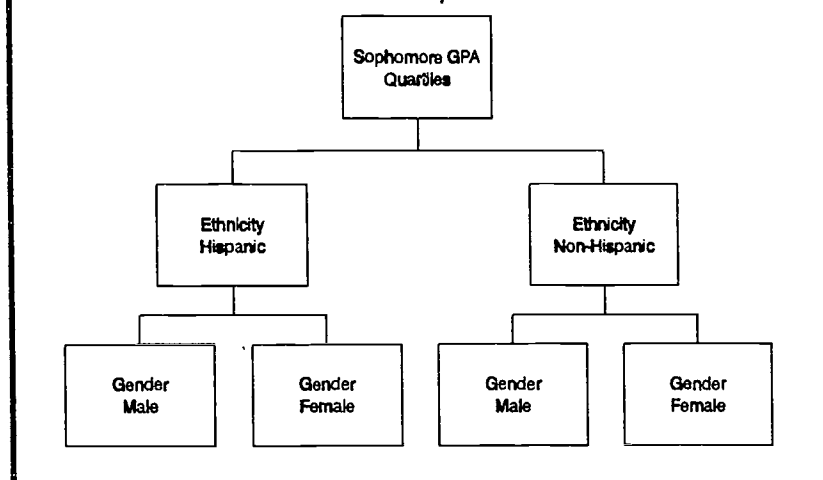 Sophomore GPA
Quartiles
Ethnicity
Hispanic
Ethnicity
Non-Hispanic
Gender
Male
Gender
Female
Gender
Male
Gender
Female